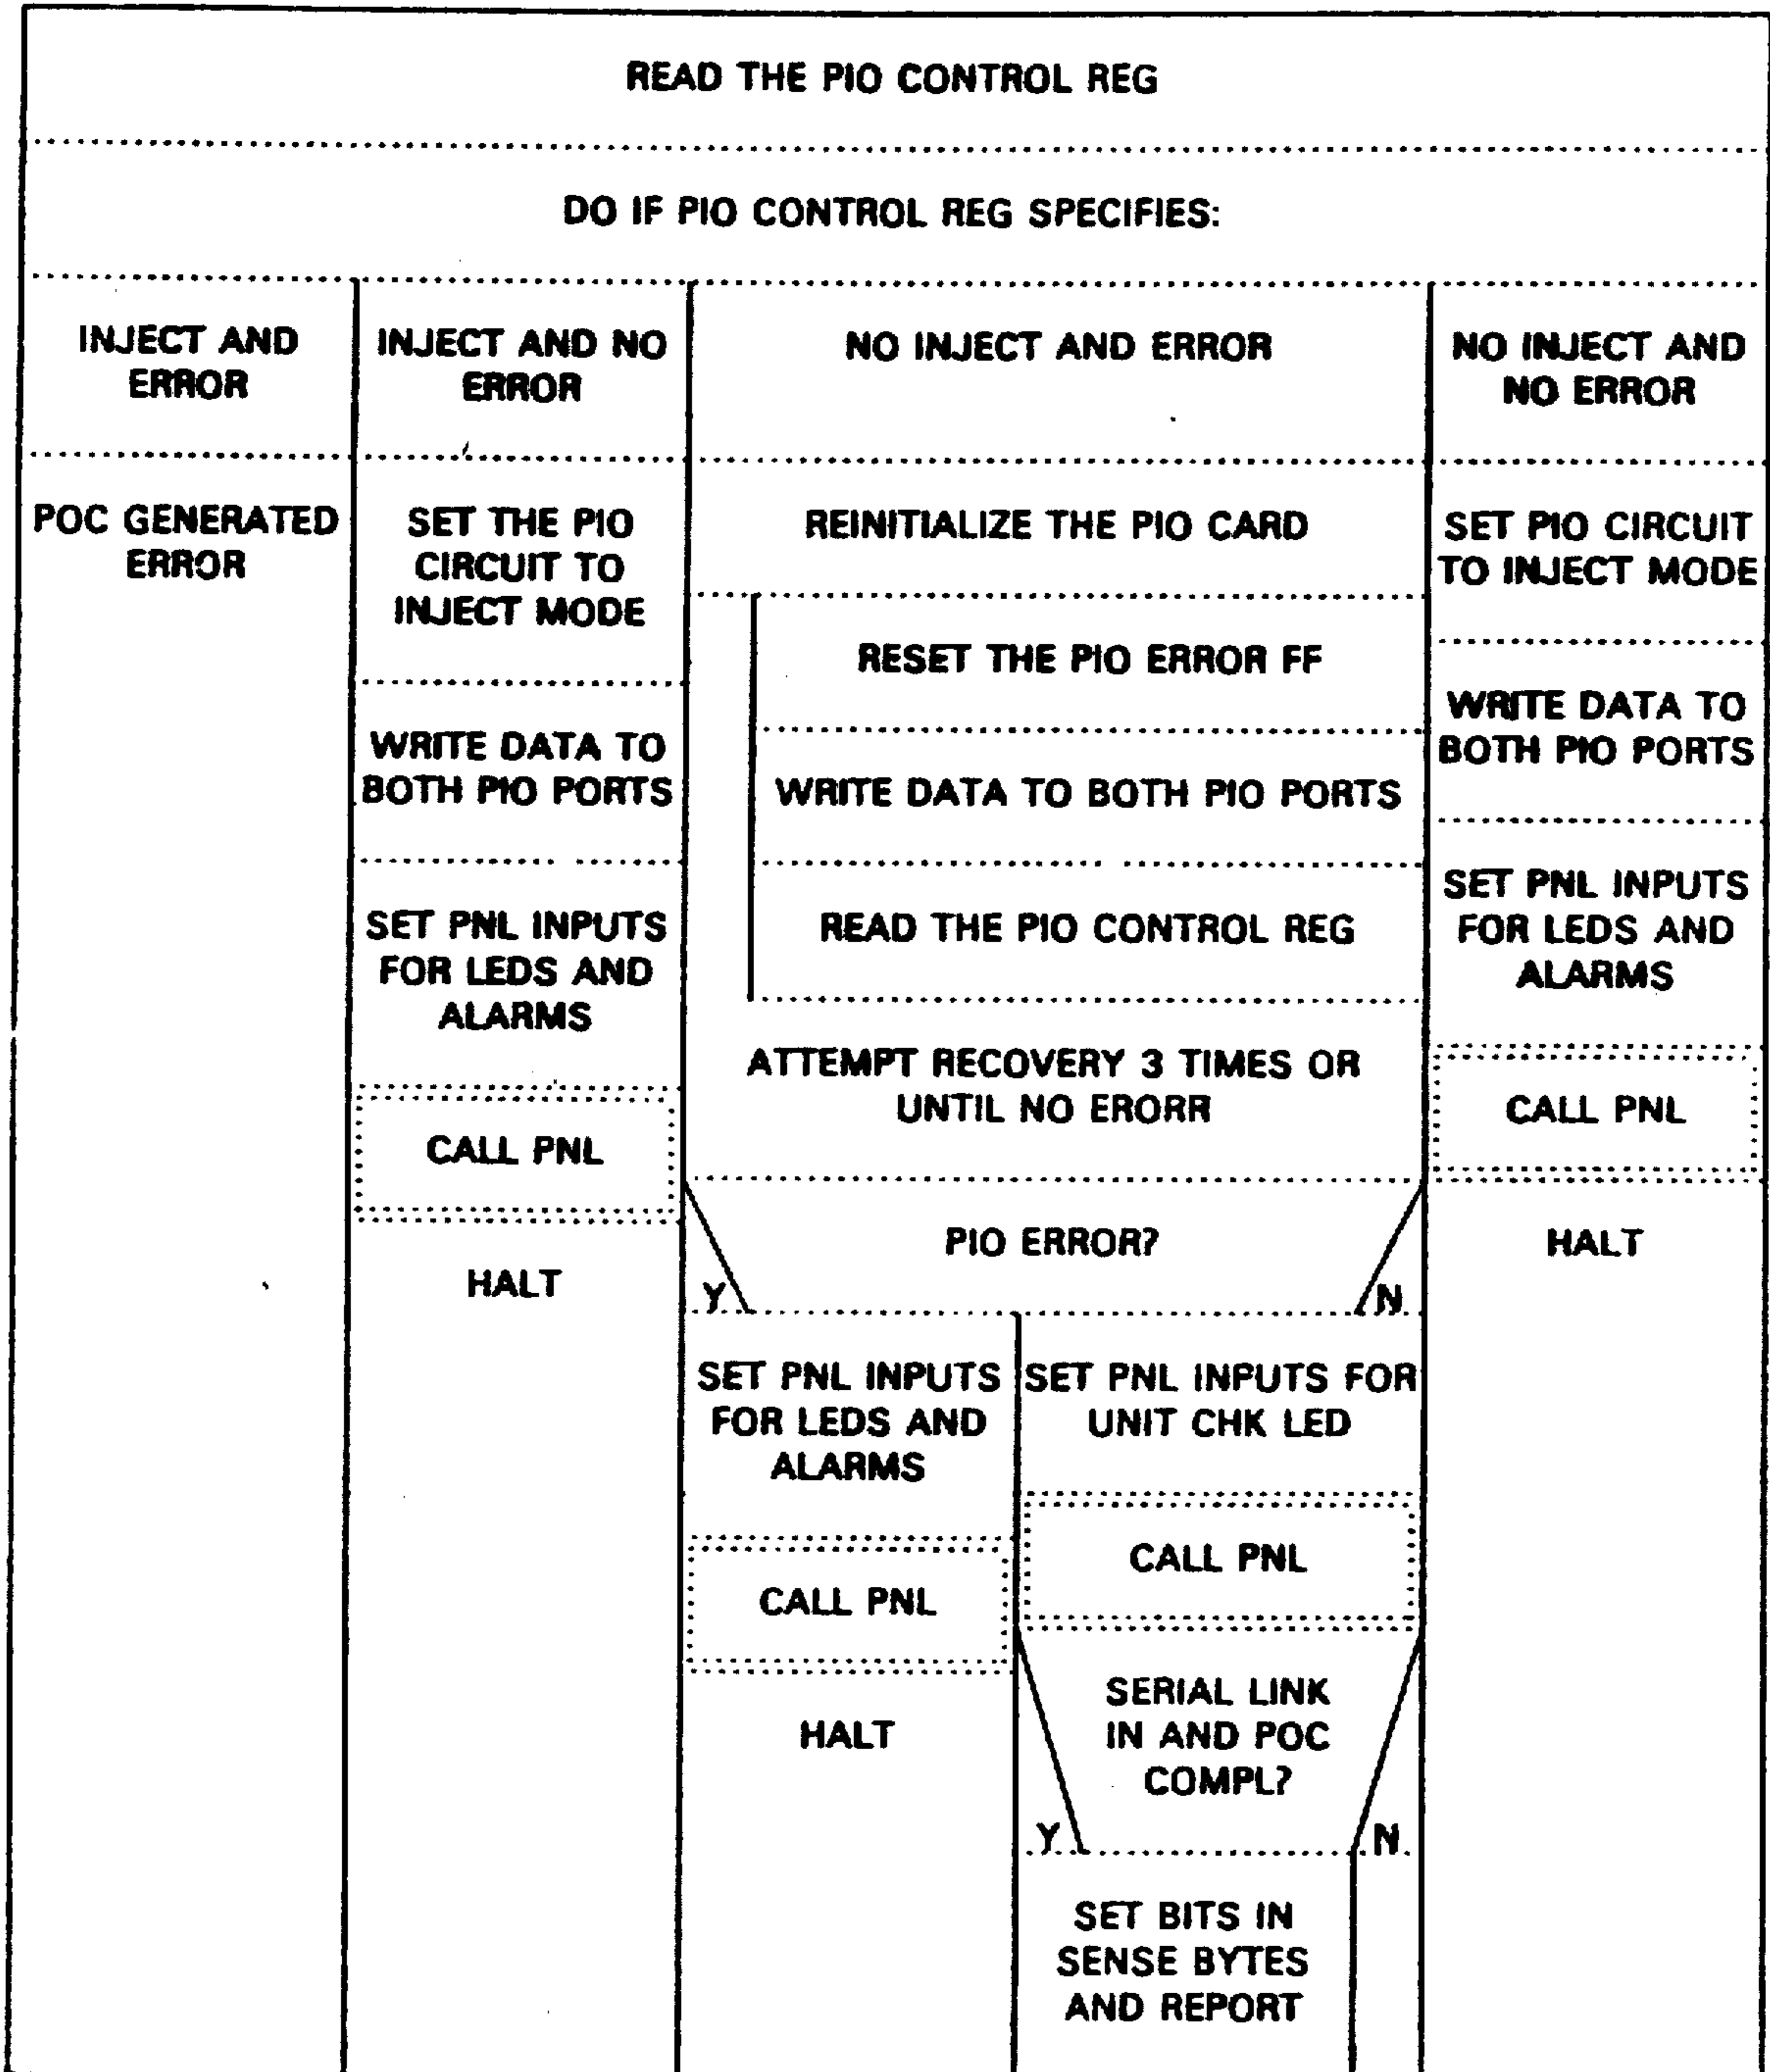 READ THE PIO CONTROL REG
DO IF PIO CONTROL REG SPECIFIES:
INJECT AND
ERROR
POC GENERATED
ERROR
INJECT AND NO
ERROR
SET THE PIO
CIRCUIT TO
INJECT MODE
WRITE DATA TO
BOTH PIO PORTS
SET PNL INPUTS
FOR LEDS AND
ALARMS
CALL PNL
HALT
NO INJECT AND ERROR
REINITIALIZE THE PIO CARD
RESET THE PIO ERROR FF
WRITE DATA TO BOTH PIO PORTS
READ THE PIO CONTROL REG
ATTEMPT RECOVERY 3 TIMES OR
UNTIL NO ERORR
PIO ERROR?
Y
N
SET PNL INPUTS
FOR LEDS AND
ALARMS
CALL PNL
HALT
SET PNL INPUTS FOR
UNIT CHK LED
CALL PNL
SERIAL LINK
IN AND POC
COMPL?
Y
N
SET BITS IN
SENSE BYTES
AND REPORT
NO INJECT AND
NO ERROR
SET PIO CIRCUIT
TO INJECT MODE
WRITE DATA TO
BOTH PIO PORTS
SET PNL INPUTS
FOR LEDS AND
ALARMS
CALL PNL
HALT